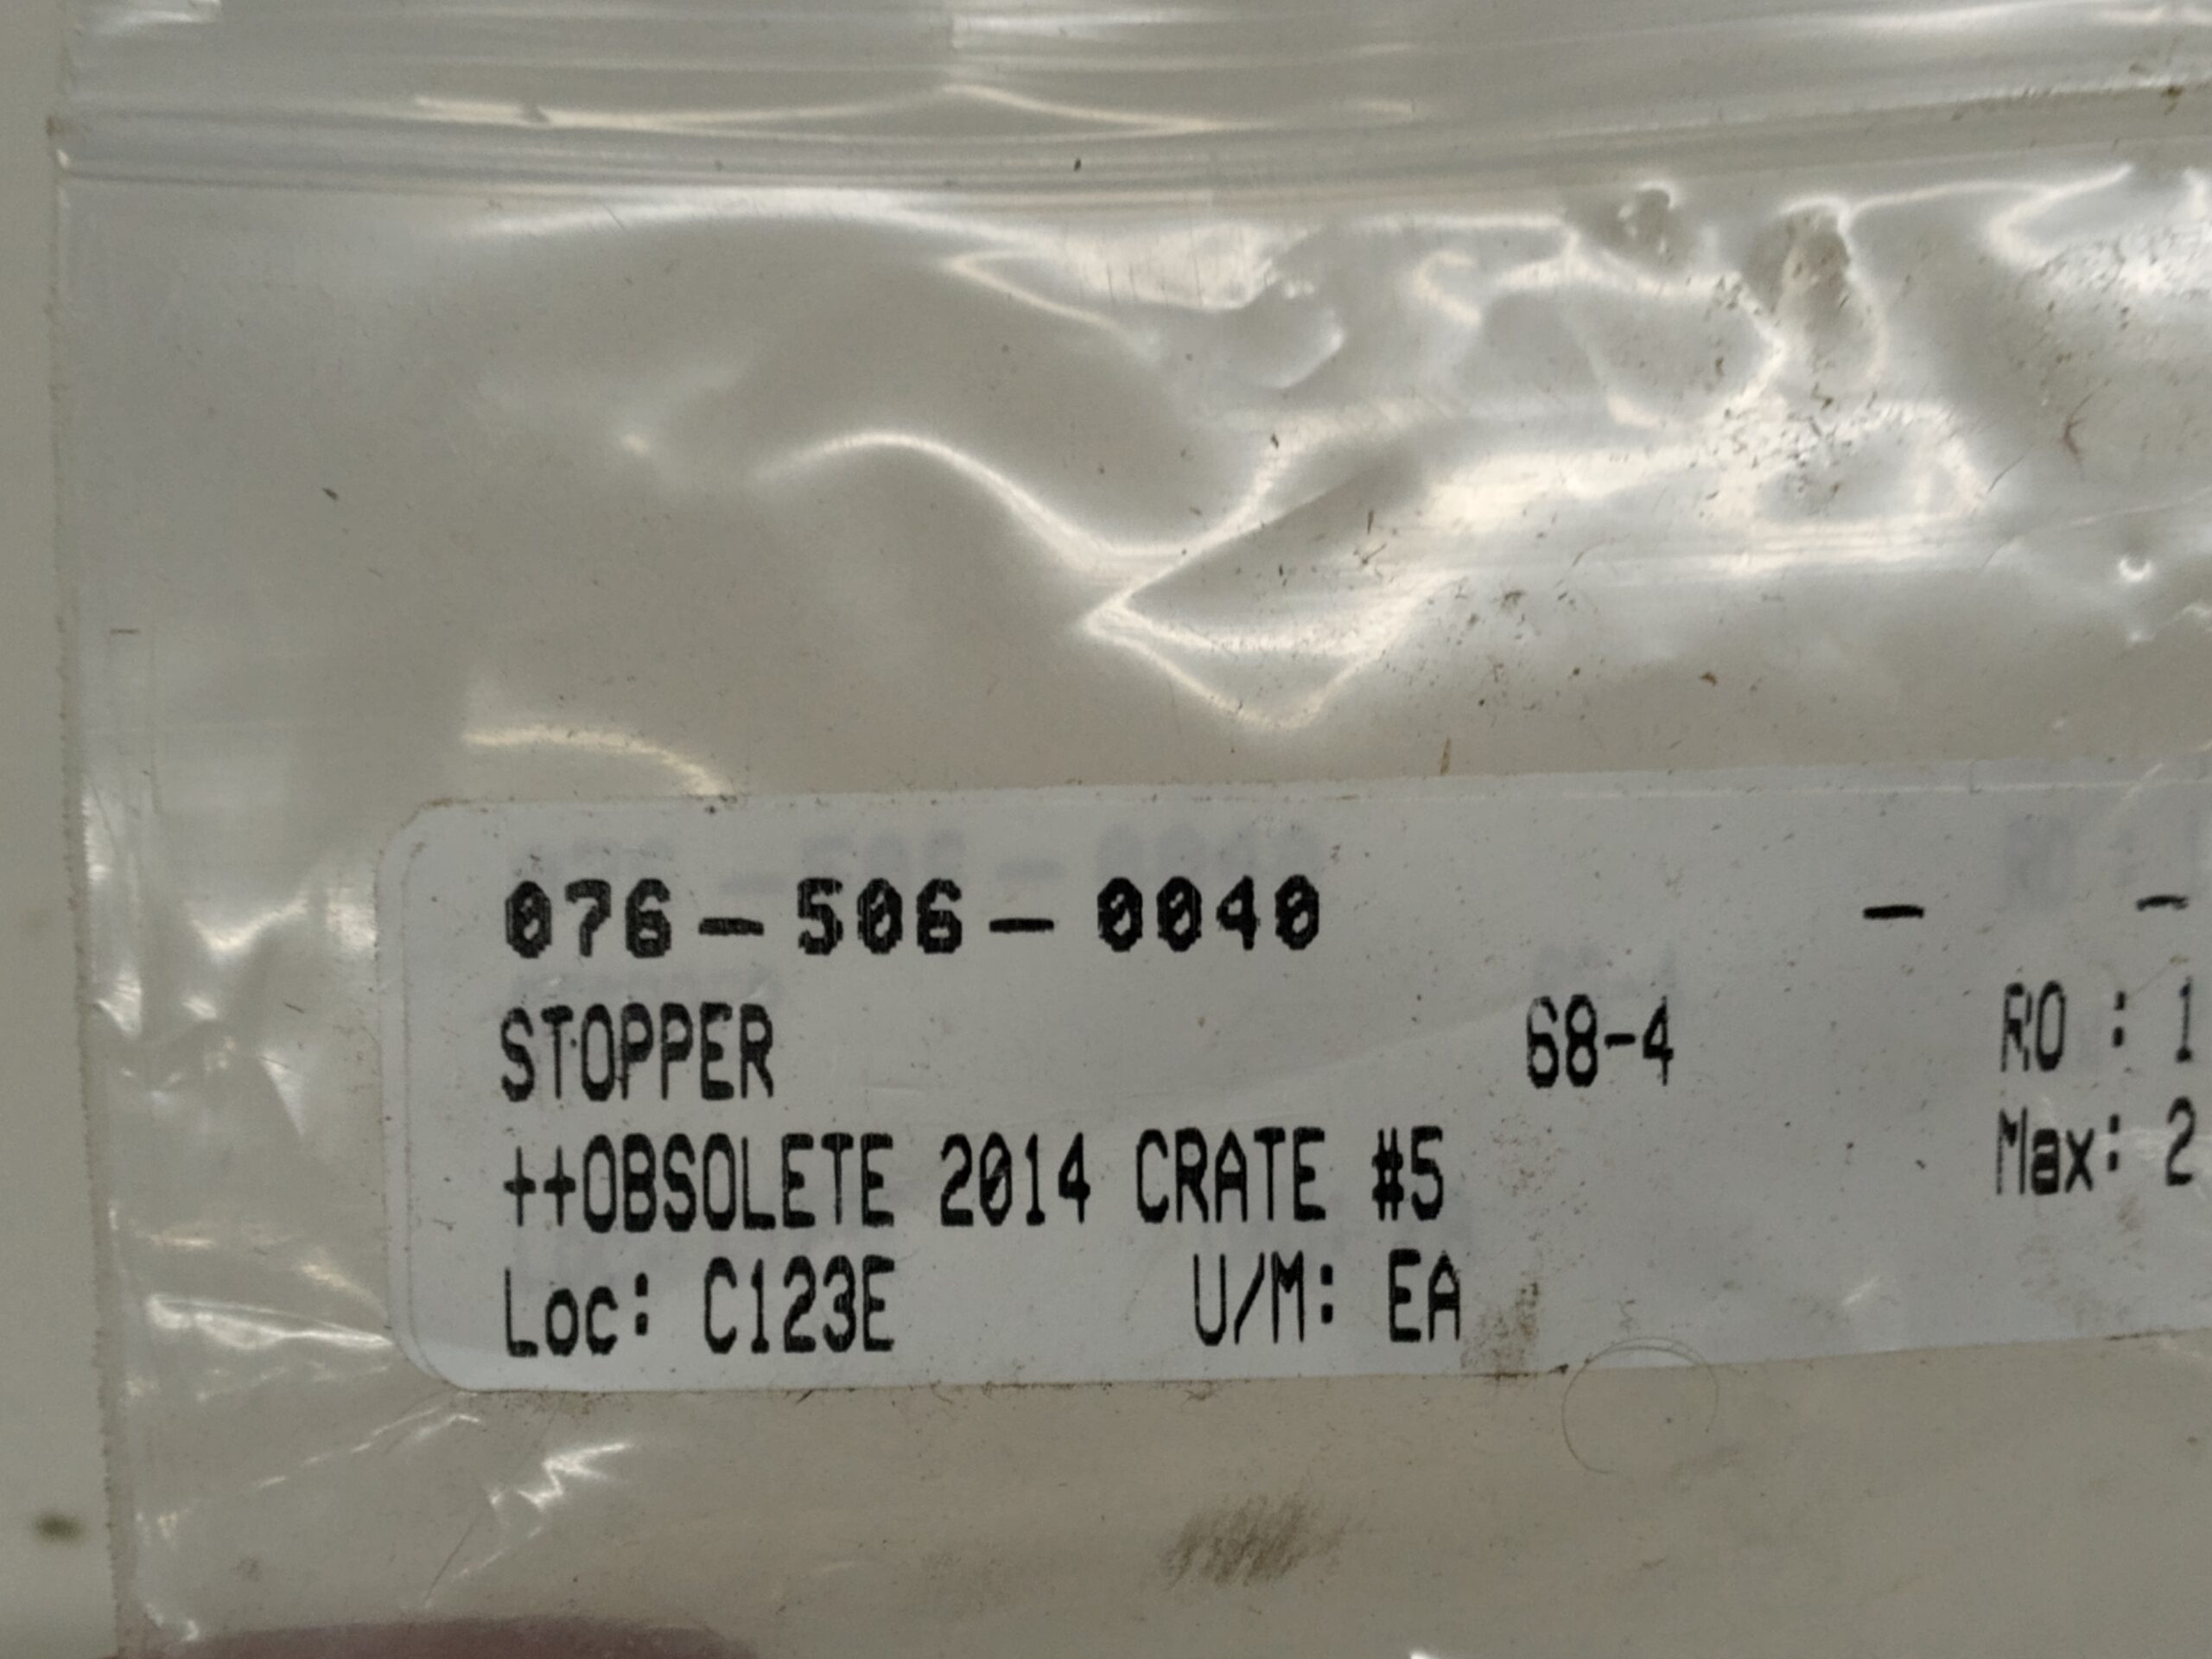 076-506-0040 - -
STOPPER 68-4 RO : 1
++OBSOLETE 2014 CRATE #5 Max: 2
Loc: C123E U/M: EA